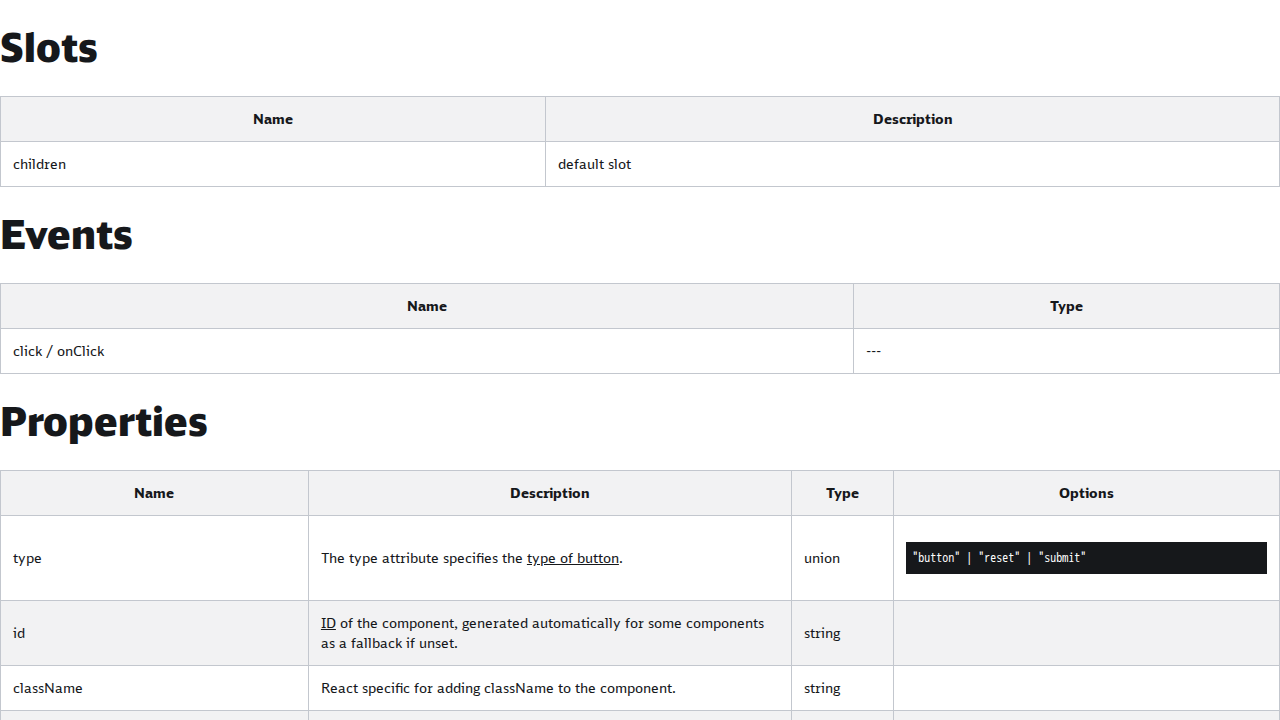 Slots
Name Description
children default slot
Events
Name Type
click / onClick ---
Properties
Name Description Type Options
type The type attribute specifies the type of button. union "button" | "reset" | "submit"
id ID of the component, generated automatically for some components as a fallback if unset. string
className React specific for adding className to the component. string